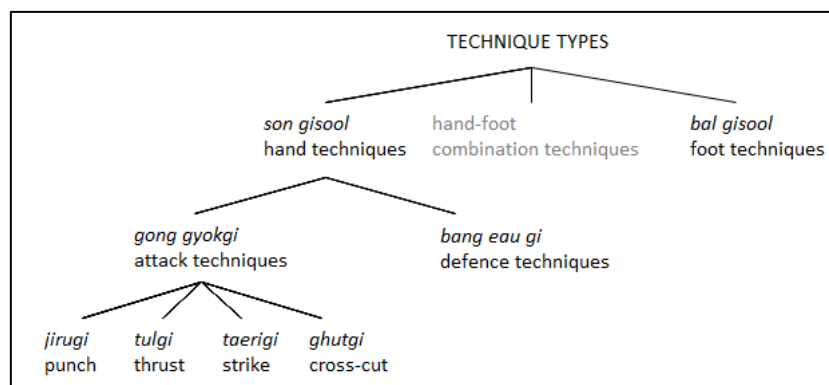 TECHNIQUE TYPES
son gisool hand-foot bal gisool
hand techniques combination techniques foot techniques
gong gyokgi bang eau gi
attack techniques defence techniques
jirugi tulgi taerigi ghutgi
punch thrust strike cross-cut